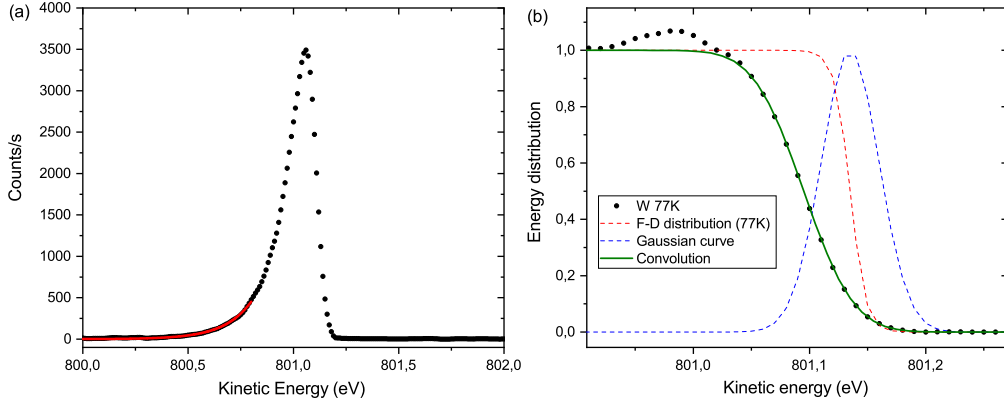 (a)
4000
3500
3000
2500
2000
1500
1000
500
0
Counts/s
800,0
800,5
801,0
801,5
802,0
Kinetic Energy (eV)
(b)
1,0
0,8
0,6
0,4
0,2
0,0
Energy distribution
W 77K
F-D distribution (77K)
Gaussian curve
Convolution
801,0
801,1
801,2
Kinetic energy (eV)